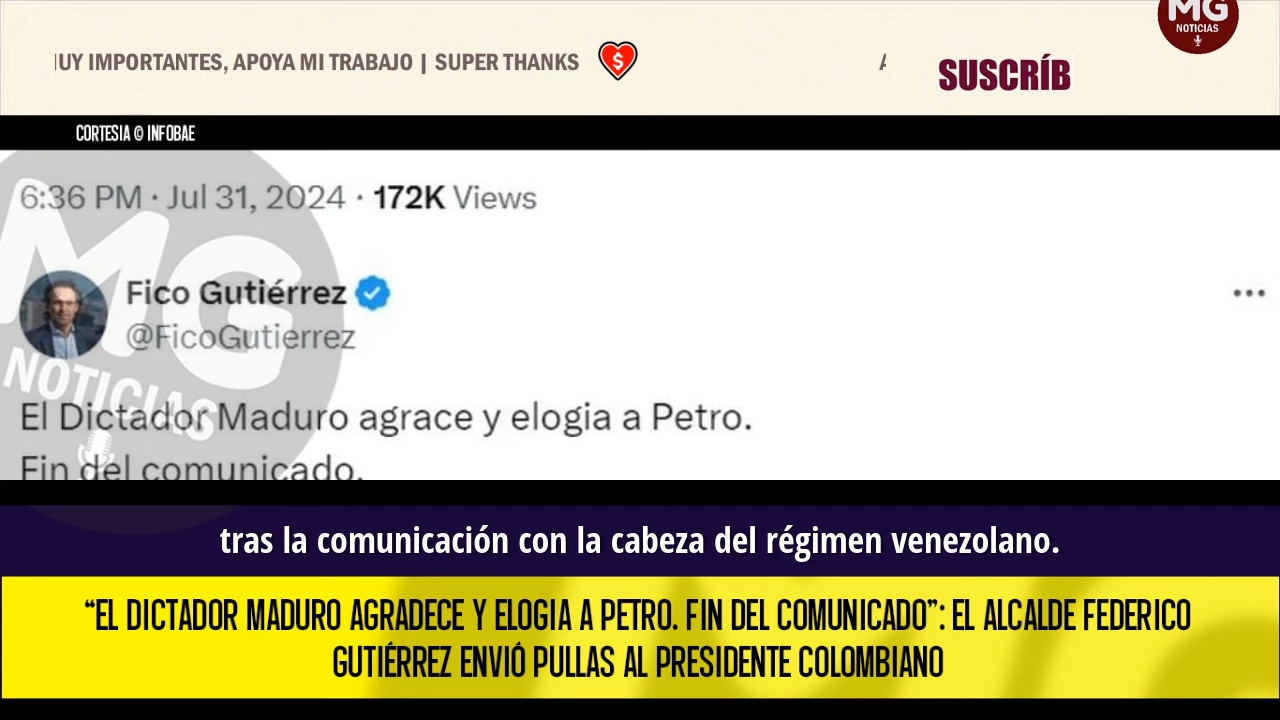 MG
NOTICIAS
UY IMPORTANTES, APOYA MI TRABAJO | SUPER THANKS
SUSCRÍB
CORTESIA © INFOBAE
6:36 PM · Jul 31, 2024 · 172K Views
Fico Gutiérrez
@FicoGutierrez
MG
NOTICIAS
El Dictador Maduro agrace y elogia a Petro.
Fin del comunicado.
tras la comunicación con la cabeza del régimen venezolano.
“EL DICTADOR MADURO AGRADECE Y ELOGIA A PETRO. FIN DEL COMUNICADO”: EL ALCALDE FEDERICO
GUTIÉRREZ ENVIÓ PULLAS AL PRESIDENTE COLOMBIANO